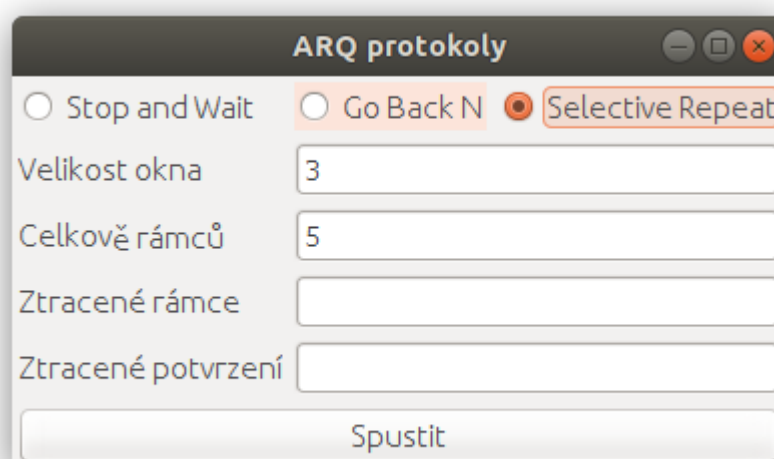 ARQ protokoly
Stop and Wait Go Back N Selective Repeat
Velikost okna 3
Celkově rámců 5
Ztracené rámce
Ztracené potvrzení
Spustit